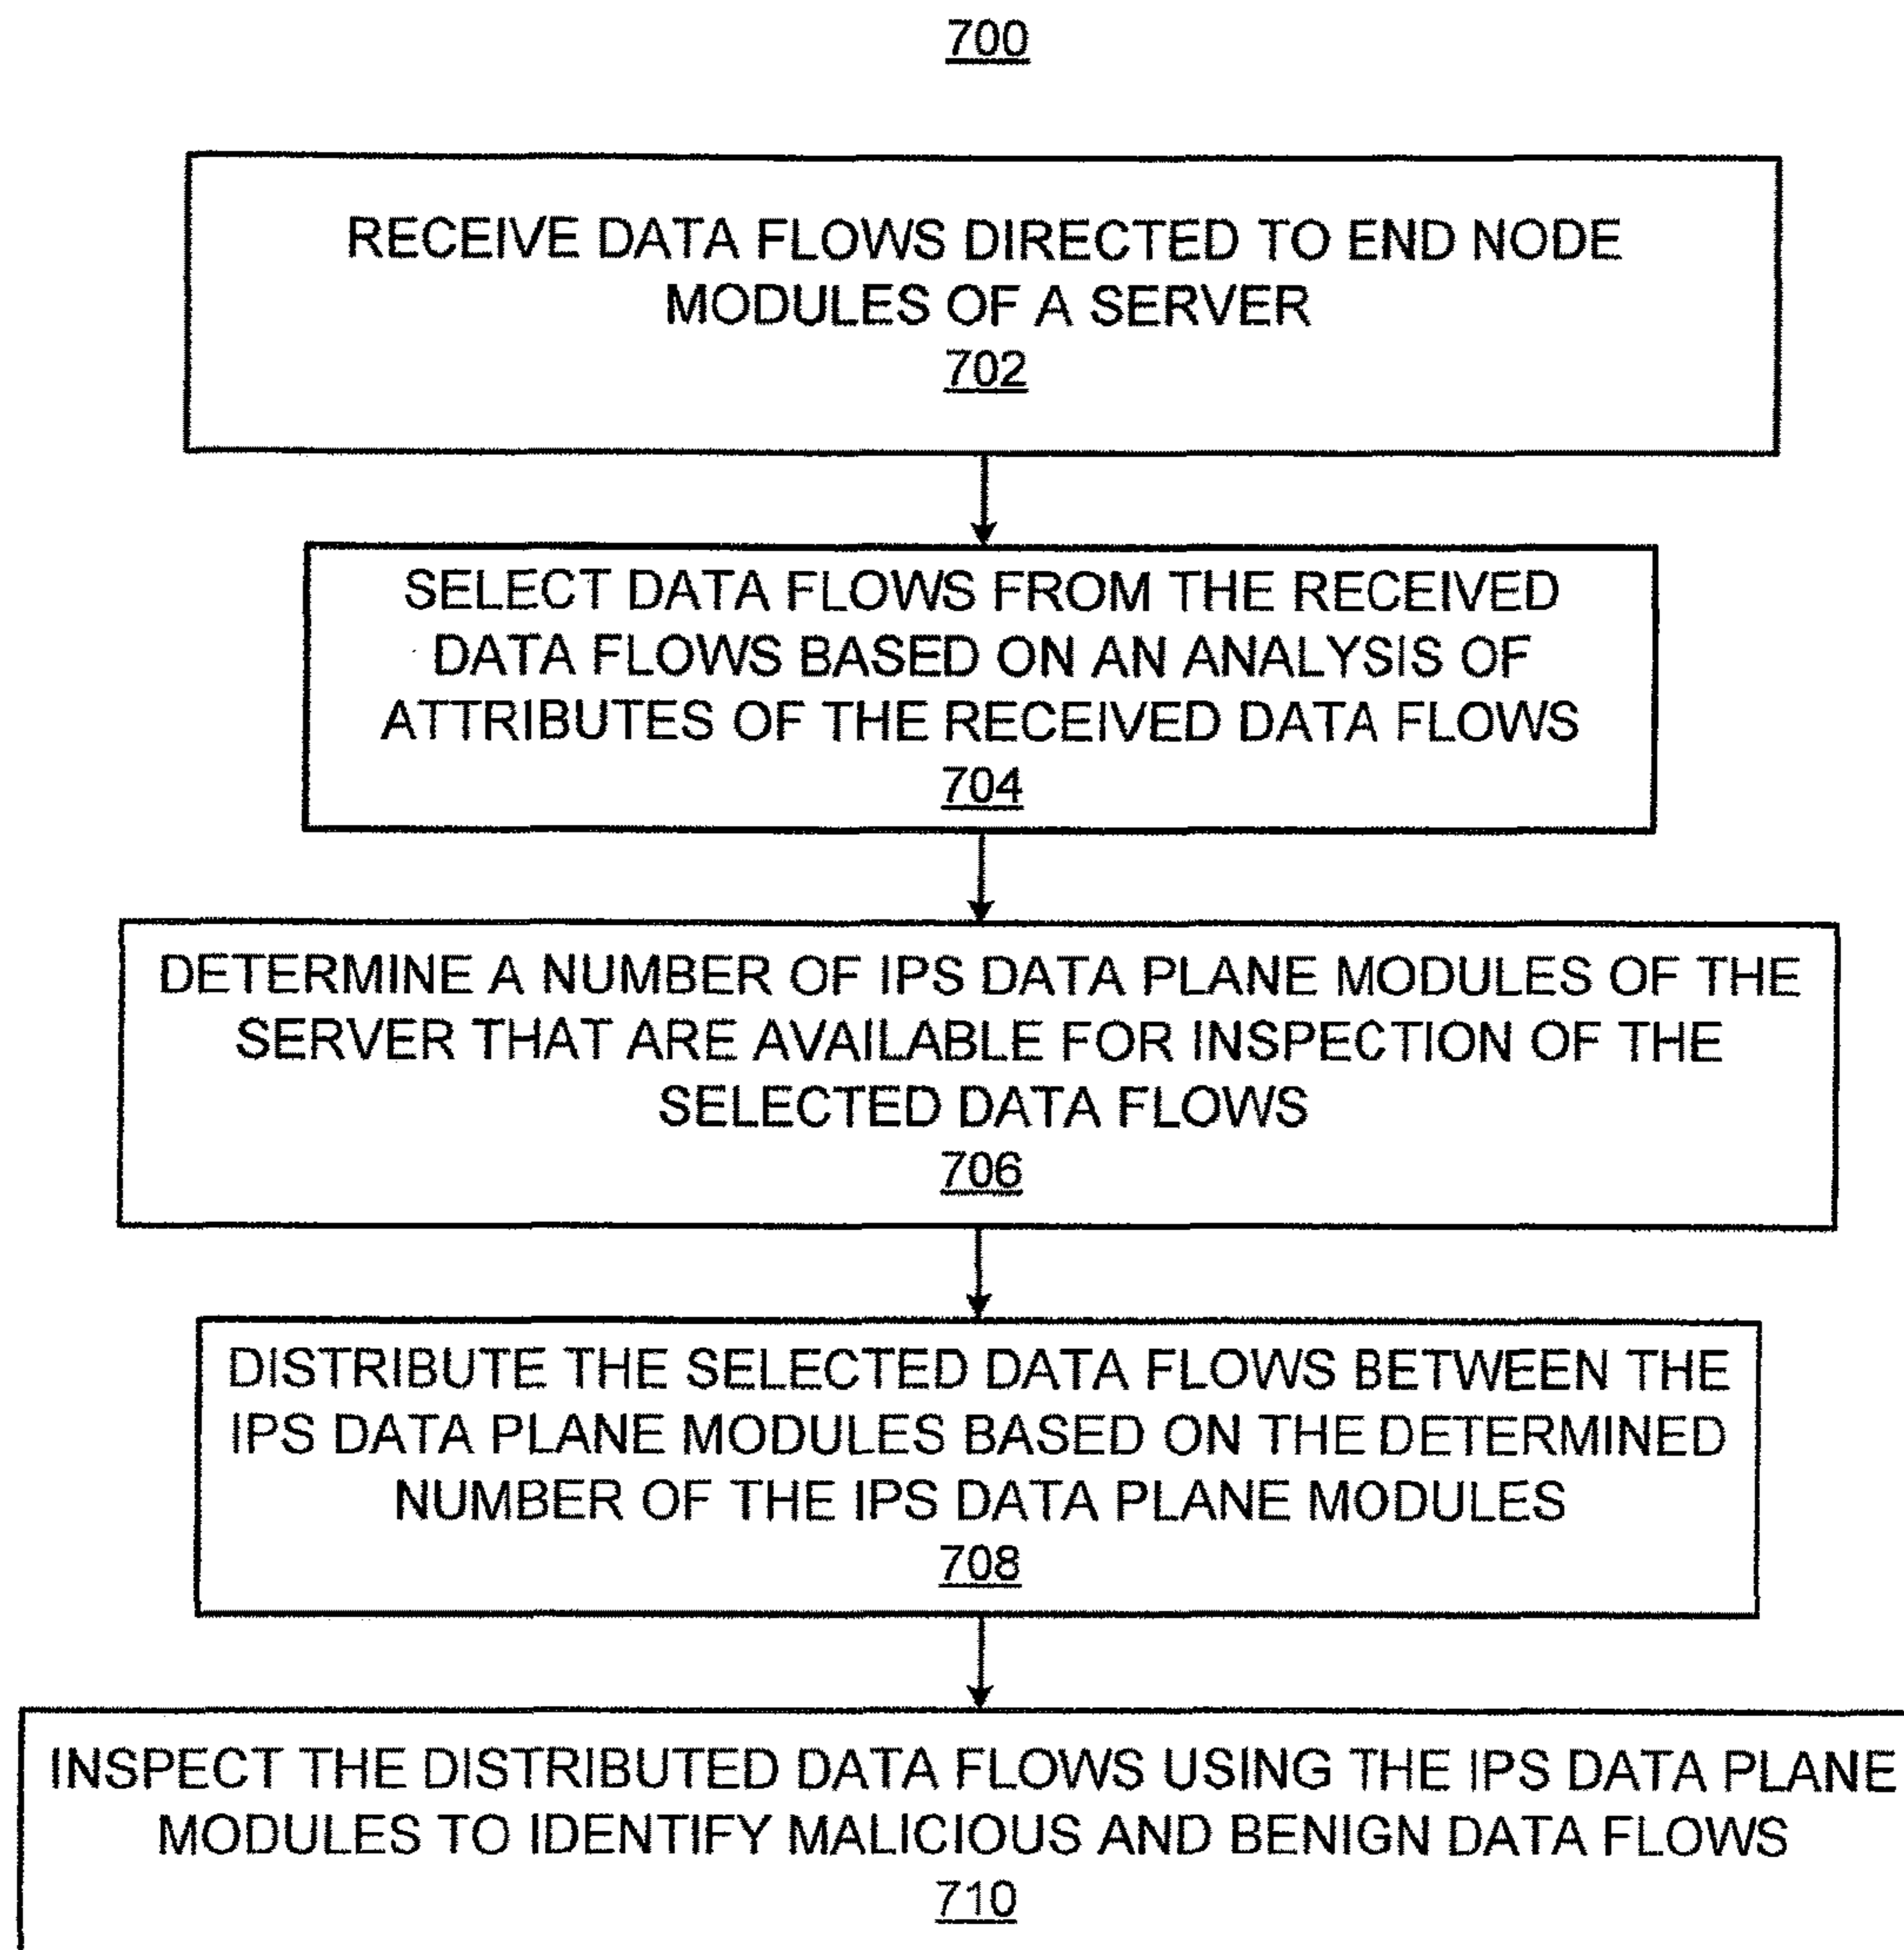 700
RECEIVE DATA FLOWS DIRECTED TO END NODE
MODULES OF A SERVER
702
SELECT DATA FLOWS FROM THE RECEIVED
DATA FLOWS BASED ON AN ANALYSIS OF
ATTRIBUTES OF THE RECEIVED DATA FLOWS
704
DETERMINE A NUMBER OF IPS DATA PLANE MODULES OF THE
SERVER THAT ARE AVAILABLE FOR INSPECTION OF THE
SELECTED DATA FLOWS
706
DISTRIBUTE THE SELECTED DATA FLOWS BETWEEN THE
IPS DATA PLANE MODULES BASED ON THE DETERMINED
NUMBER OF THE IPS DATA PLANE MODULES
708
INSPECT THE DISTRIBUTED DATA FLOWS USING THE IPS DATA PLANE
MODULES TO IDENTIFY MALICIOUS AND BENIGN DATA FLOWS
710